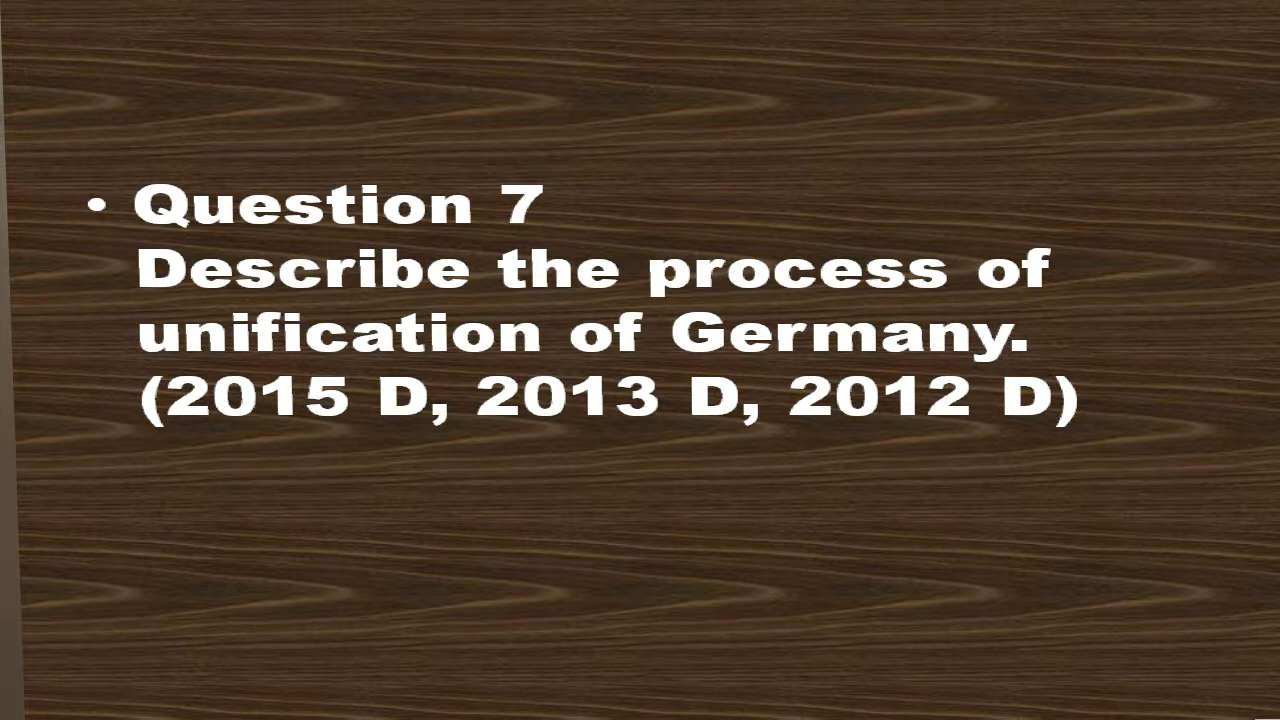 • Question 7
Describe the process of
unification of Germany.
(2015 D, 2013 D, 2012 D)